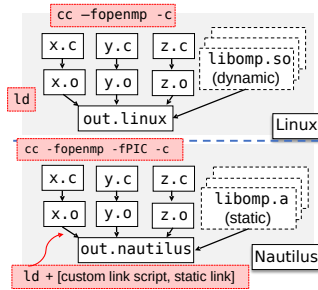 cc –fopenmp -c
x.c y.c z.c
libomp.so
(dynamic)
x.o y.o z.o
ld
out.linux
Linux
cc -fopenmp -fPIC -c
x.c y.c z.c
libomp.a
(static)
x.o y.o z.o
out.nautilus
Nautilus
ld + [custom link script, static link]